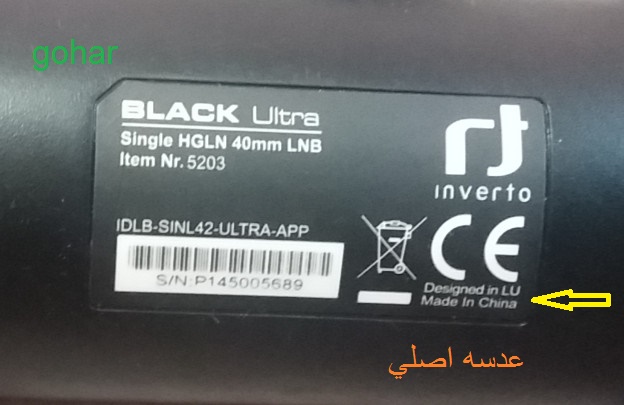 gohar
BLACK Ultra
Single HGLN 40mm LNB
Item Nr. 5203
inverto
IDLB-SINL42-ULTRA-APP
S/N:P145005689
CE
Designed in LU
Made In China
عدسه اصلي